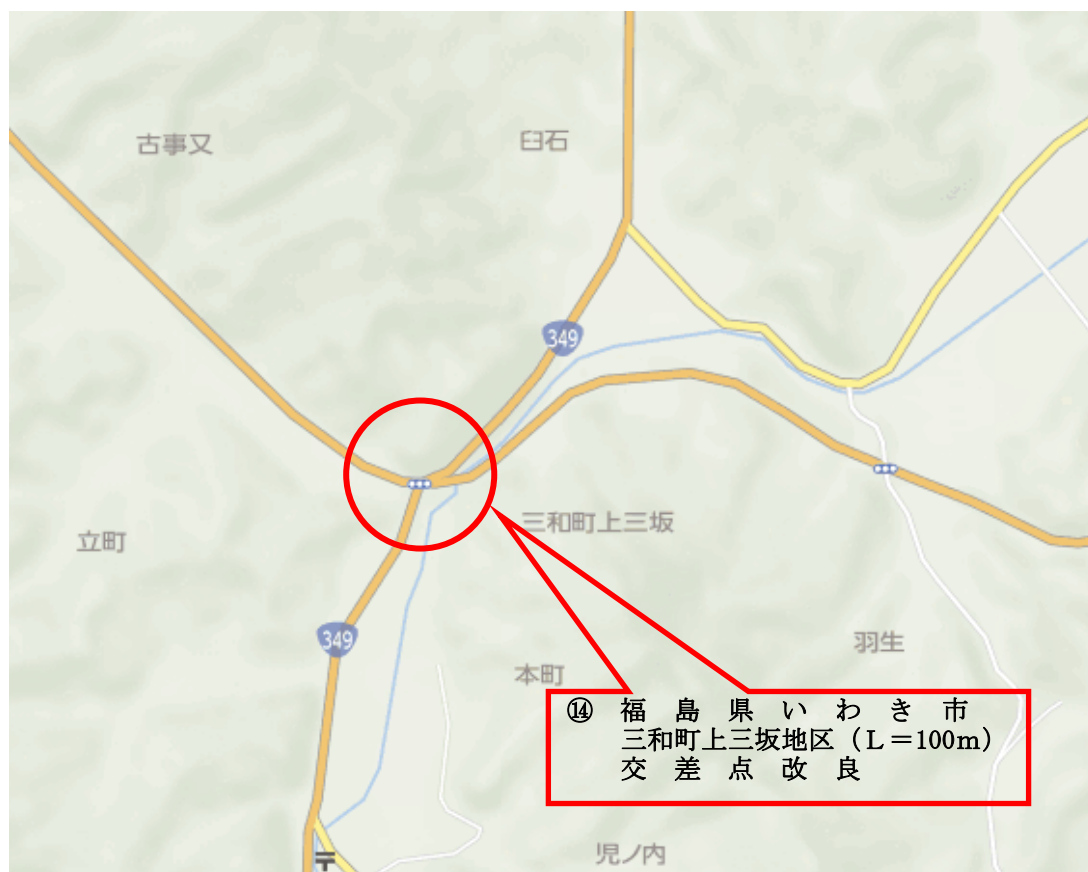 古事又
臼石
349
三和町上三坂
立町
349
羽生
本町
⑭ 福島県いわき市
三和町上三坂地区（L＝100m）
交差点改良
児ノ内
〒